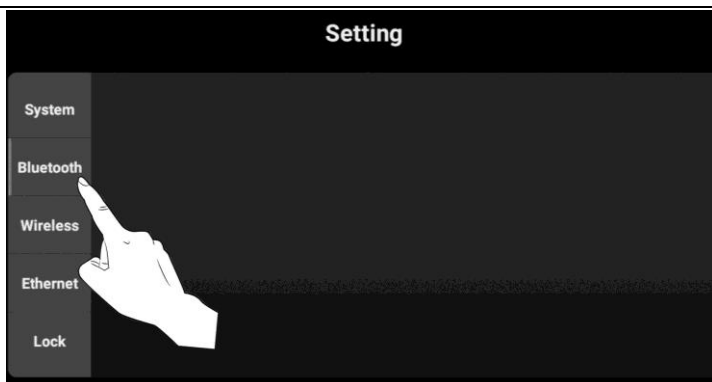 Setting
System
Bluetooth
Wireless
Ethernet
Lock